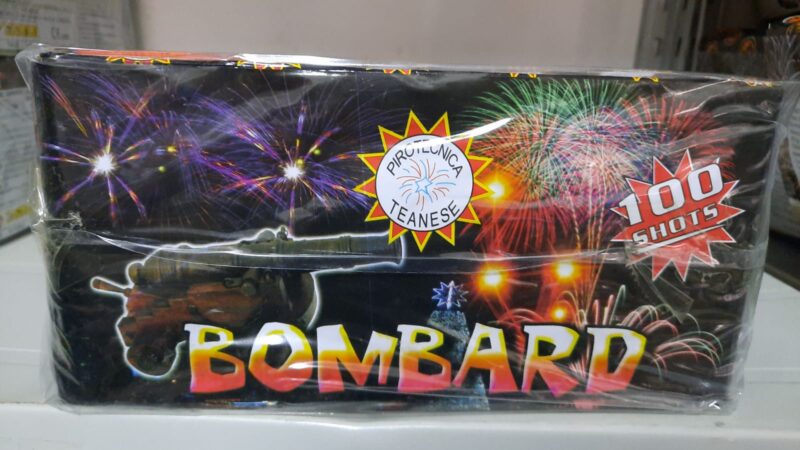 PIROTECNICA
TEANESE
100
SHOTS
BOMBARD